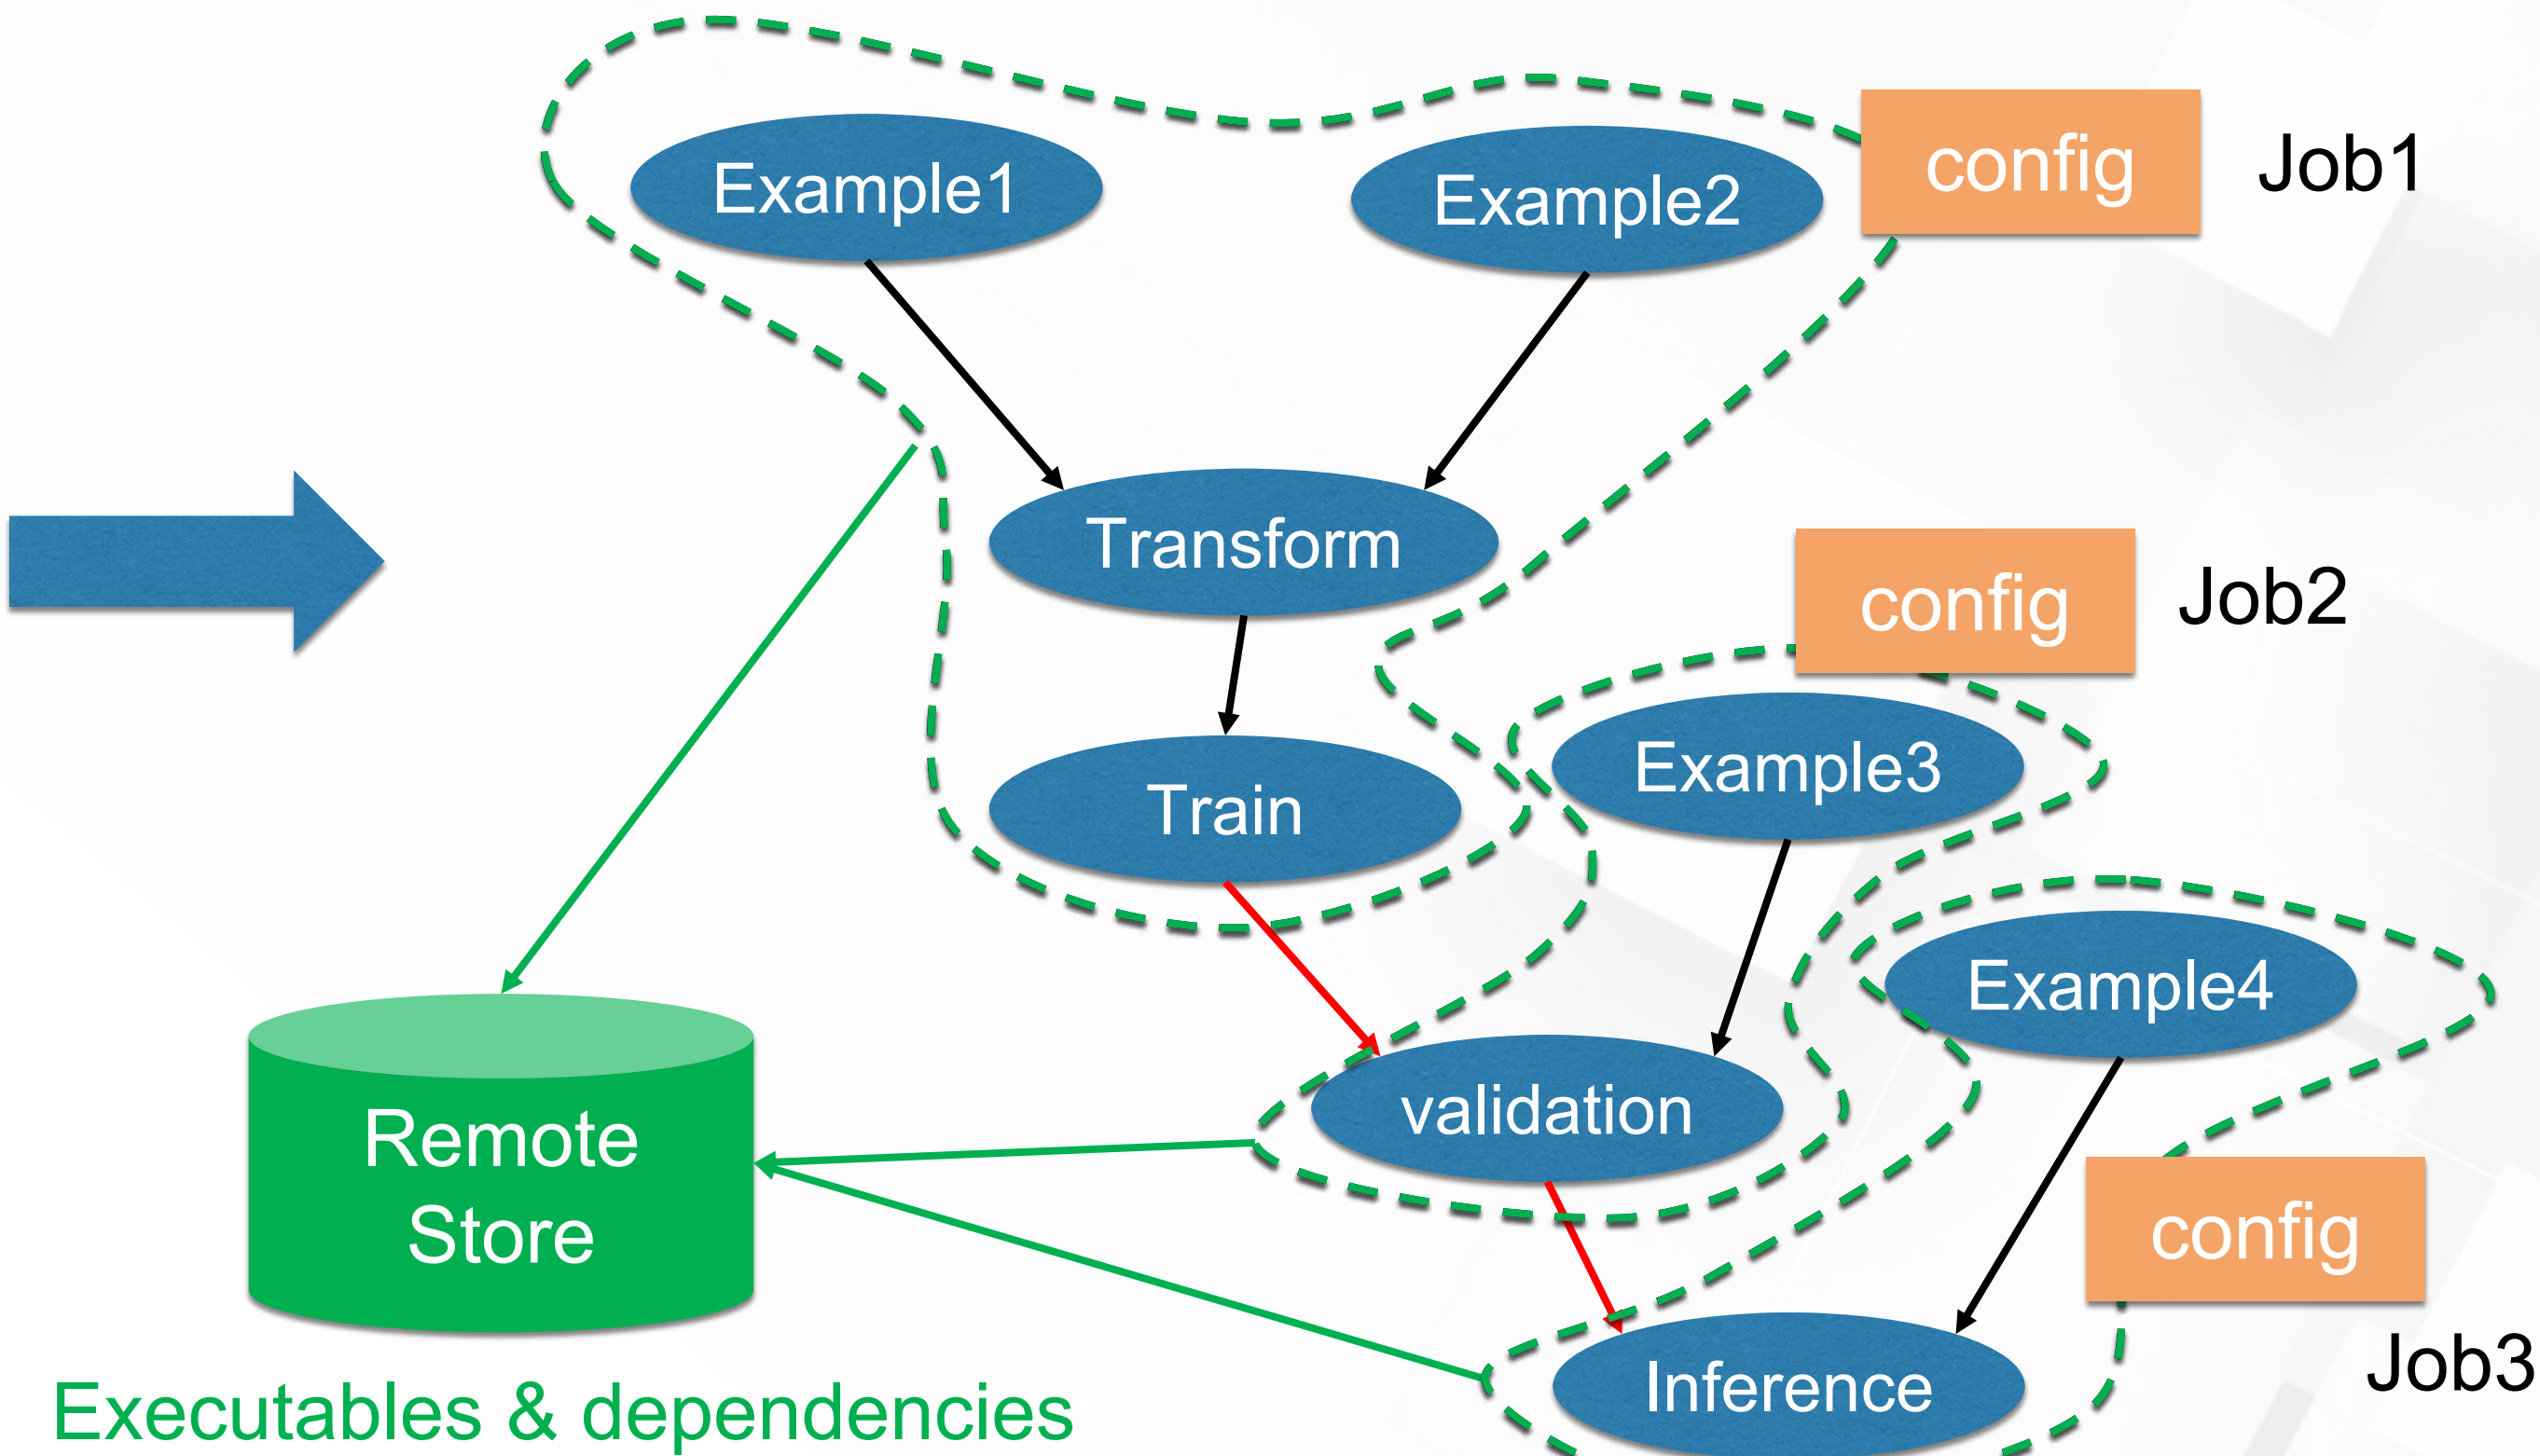 Example1
Example2
config
Job1
Transform
config
Job2
Train
Example3
Example4
Remote
Store
validation
config
Inference
Job3
Executables & dependencies